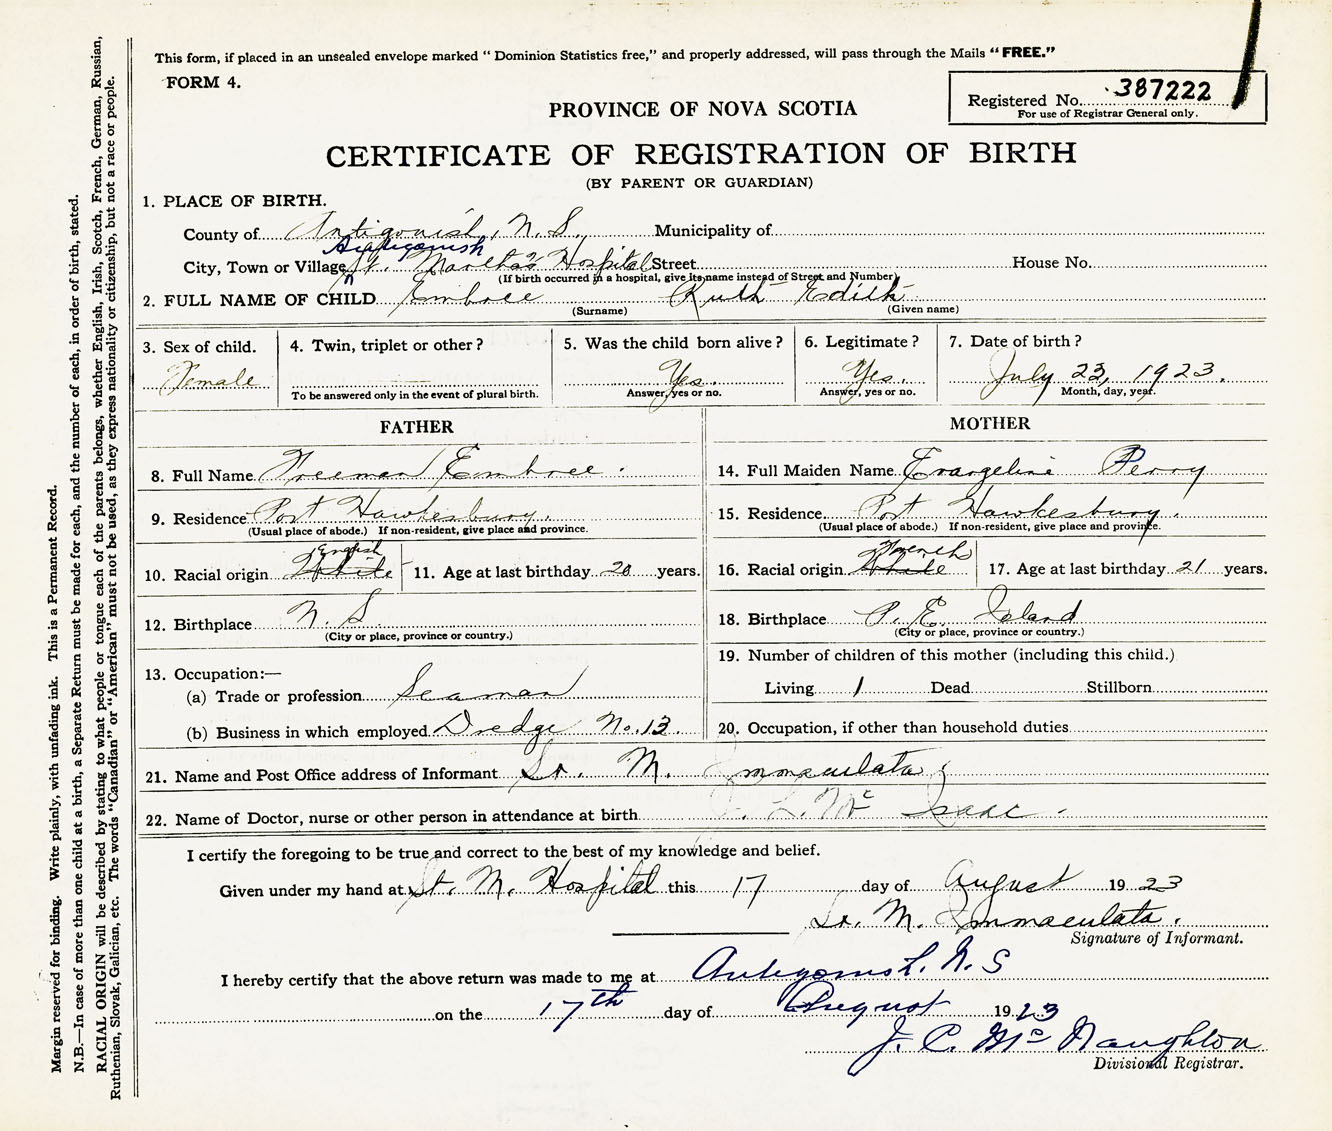 This form, if placed in an unsealed envelope marked “ Dominion Statistics free,” and properly addressed, will pass through the Mails “FREE.”
FORM 4.
Registered No. 387222
For use of Registrar General only.
PROVINCE OF NOVA SCOTIA
CERTIFICATE OF REGISTRATION OF BIRTH
(BY PARENT OR GUARDIAN)
1. PLACE OF BIRTH.
County of Antigonish, N. S. Municipality of
Antigonish
City, Town or Village St. Martha's Hospital Street House No.
(If birth occurred in a hospital, give its name instead of Street and Number)
2. FULL NAME OF CHILD Embree Ruth Edith
(Surname) (Given name)
3. Sex of child. 4. Twin, triplet or other? 5. Was the child born alive? 6. Legitimate? 7. Date of birth?
Female Yes. Yes. July 23, 1923.
To be answered only in the event of plural birth. Answer, yes or no. Answer, yes or no. Month, day, year.
FATHER
8. Full Name Freeman Embree.
9. Residence Port Hawkesbury.
(Usual place of abode.) If non-resident, give place and province.
English
10. Racial origin White 11. Age at last birthday 20 years.
12. Birthplace N. S.
(City or place, province or country.)
13. Occupation:—
(a) Trade or profession Seaman
(b) Business in which employed Dredge No. 13.
MOTHER
14. Full Maiden Name Evangeline Perry
15. Residence Port Hawkesbury.
(Usual place of abode.) If non-resident, give place and province.
French
16. Racial origin White 17. Age at last birthday 21 years.
18. Birthplace P. E. Island
(City or place, province or country.)
19. Number of children of this mother (including this child.)
Living 1 Dead Stillborn
20. Occupation, if other than household duties
21. Name and Post Office address of Informant Sr. M. Immaculata
22. Name of Doctor, nurse or other person in attendance at birth J. L. Mc Isaac.
I certify the foregoing to be true and correct to the best of my knowledge and belief.
Given under my hand at St. M. Hospital this 17 day of August 1923
Sr. M. Immaculata.
Signature of Informant.
I hereby certify that the above return was made to me at Antigonish. N. S
on the 17th day of August 1923
J. C. Mc Naughton
Divisional Registrar.
Margin reserved for binding. Write plainly, with unfading ink. This is a Permanent Record.
N.B.—In case of more than one child at a birth, a Separate Return must be made for each, and the number of each, in order of birth, stated.
RACIAL ORIGIN will be described by stating to what people or tongue each of the parents belongs, whether English, Irish, Scotch, French, German, Russian,
Ruthenian, Slovak, Galician, etc. The words "Canadian" or "American" must not be used, as they express nationality or citizenship, but not a race or people.